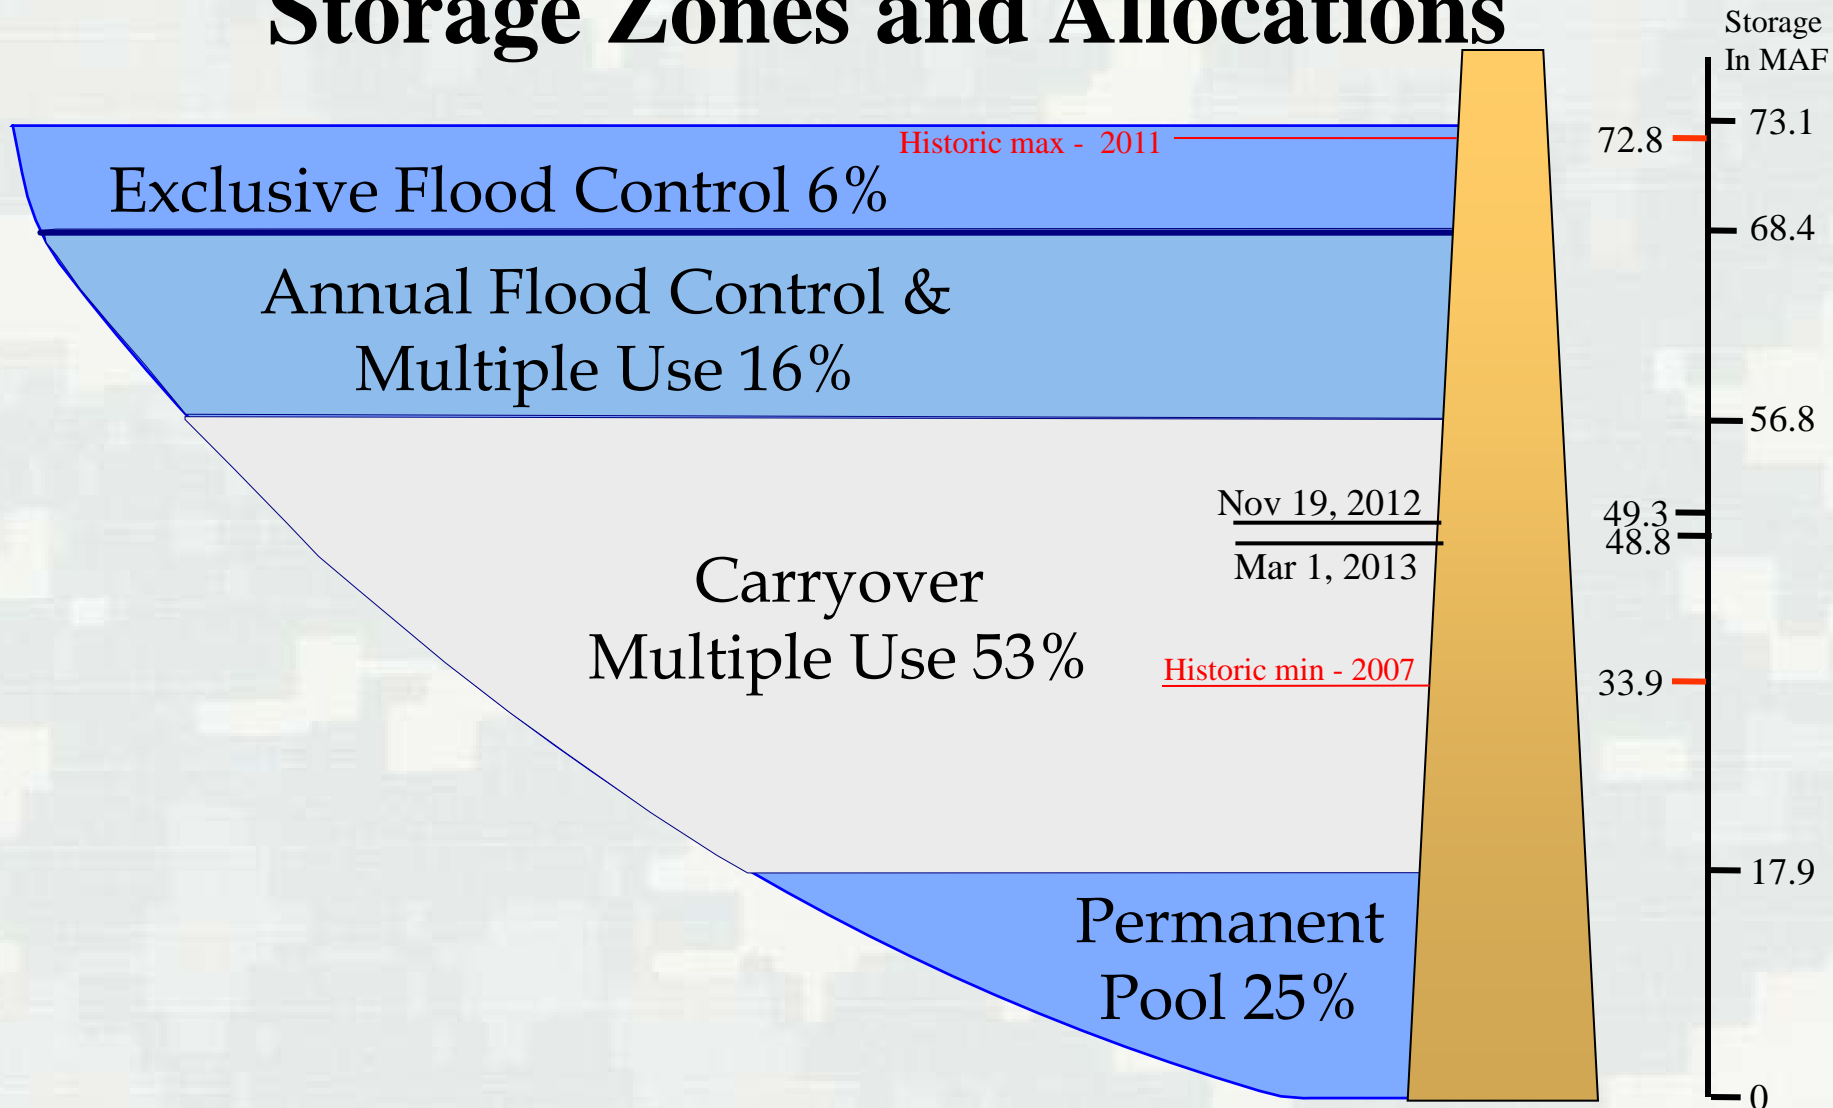 Storage Zones and Allocations
Storage
In MAF
Historic max - 2011
72.8
73.1
Exclusive Flood Control 6%
68.4
Annual Flood Control &
Multiple Use 16%
56.8
Nov 19, 2012
49.3
48.8
Mar 1, 2013
Carryover
Multiple Use 53%
Historic min - 2007
33.9
17.9
Permanent
Pool 25%
0